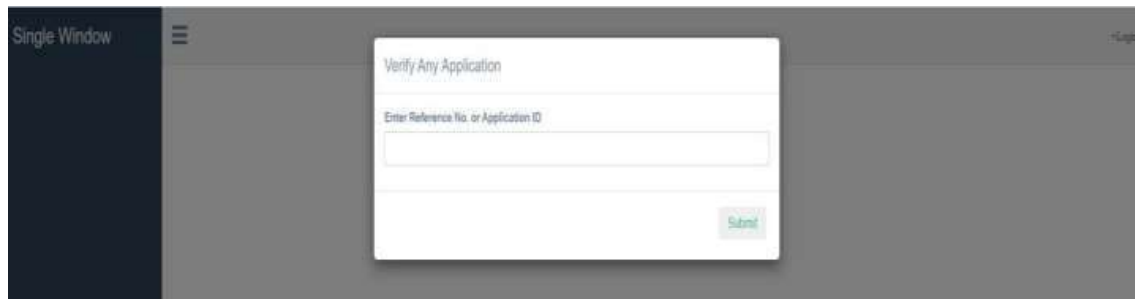 Single Window
Verify Any Application
Enter Reference No. or Application ID
Submit